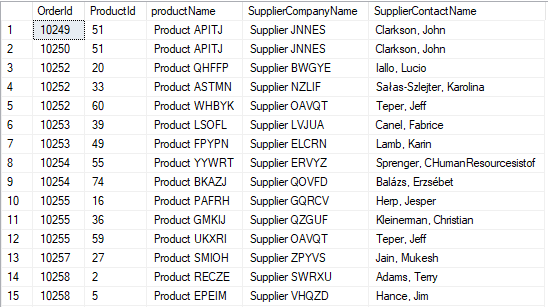 OrderId ProductId productName SupplierCompanyName SupplierContactName
1 10249 51 Product APITJ Supplier JNNES Clarkson, John
2 10250 51 Product APITJ Supplier JNNES Clarkson, John
3 10252 20 Product QHFFP Supplier BWGYE Iallo, Lucio
4 10252 33 Product ASTMN Supplier NZLIF Sałas-Szlejter, Karolina
5 10252 60 Product WHBYK Supplier OAVQT Teper, Jeff
6 10253 39 Product LSOFL Supplier LVJUA Canel, Fabrice
7 10253 49 Product FPYPN Supplier ELCRN Lamb, Karin
8 10254 55 Product YYWRT Supplier ERVYZ Sprenger, CHumanResourcesistof
9 10254 74 Product BKAZJ Supplier QOVFD Balázs, Erzsébet
10 10255 16 Product PAFRH Supplier GQRCV Herp, Jesper
11 10255 36 Product GMKIJ Supplier QZGUF Kleinerman, Christian
12 10255 59 Product UKXRI Supplier OAVQT Teper, Jeff
13 10257 27 Product SMIOH Supplier ZPYVS Jain, Mukesh
14 10258 2 Product RECZE Supplier SWRXU Adams, Terry
15 10258 5 Product EPEIM Supplier VHQZD Hance, Jim